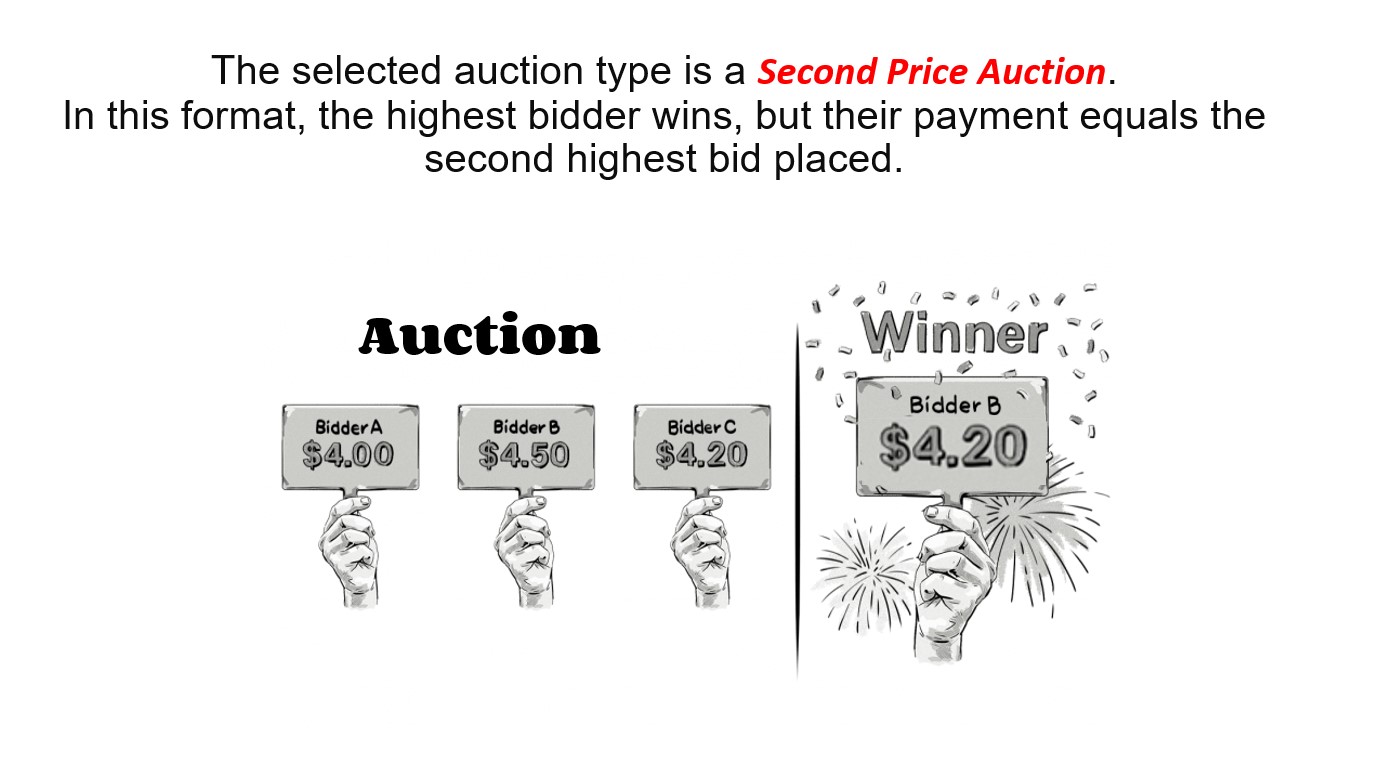 The selected auction type is a Second Price Auction.
In this format, the highest bidder wins, but their payment equals the
second highest bid placed.
Auction
Bidder A
$4.00
Bidder B
$4.50
Bidder C
$4.20
Winner
Bidder B
$4.20